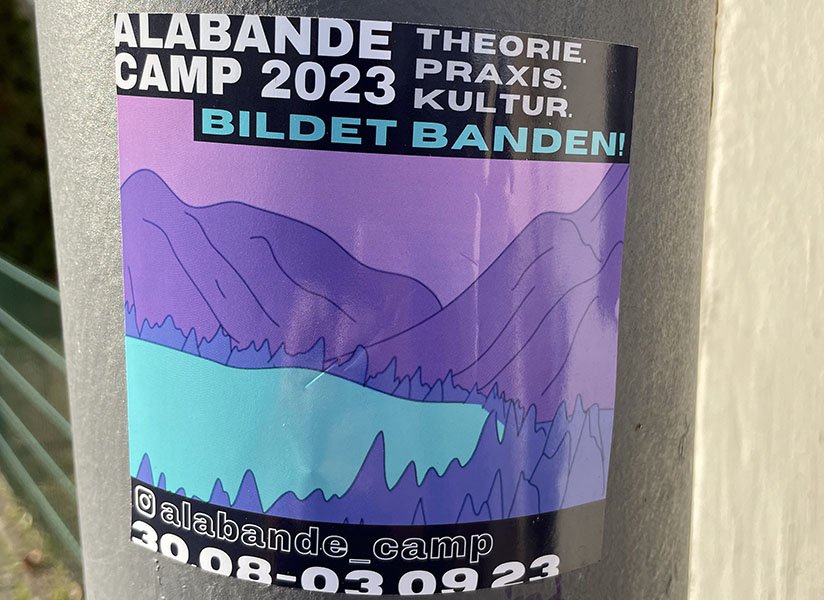 ALABANDE
CAMP 2023
THEORIE.
PRAXIS.
KULTUR.
BILDET BANDEN!
@alabande_camp
30.08-03.09.23